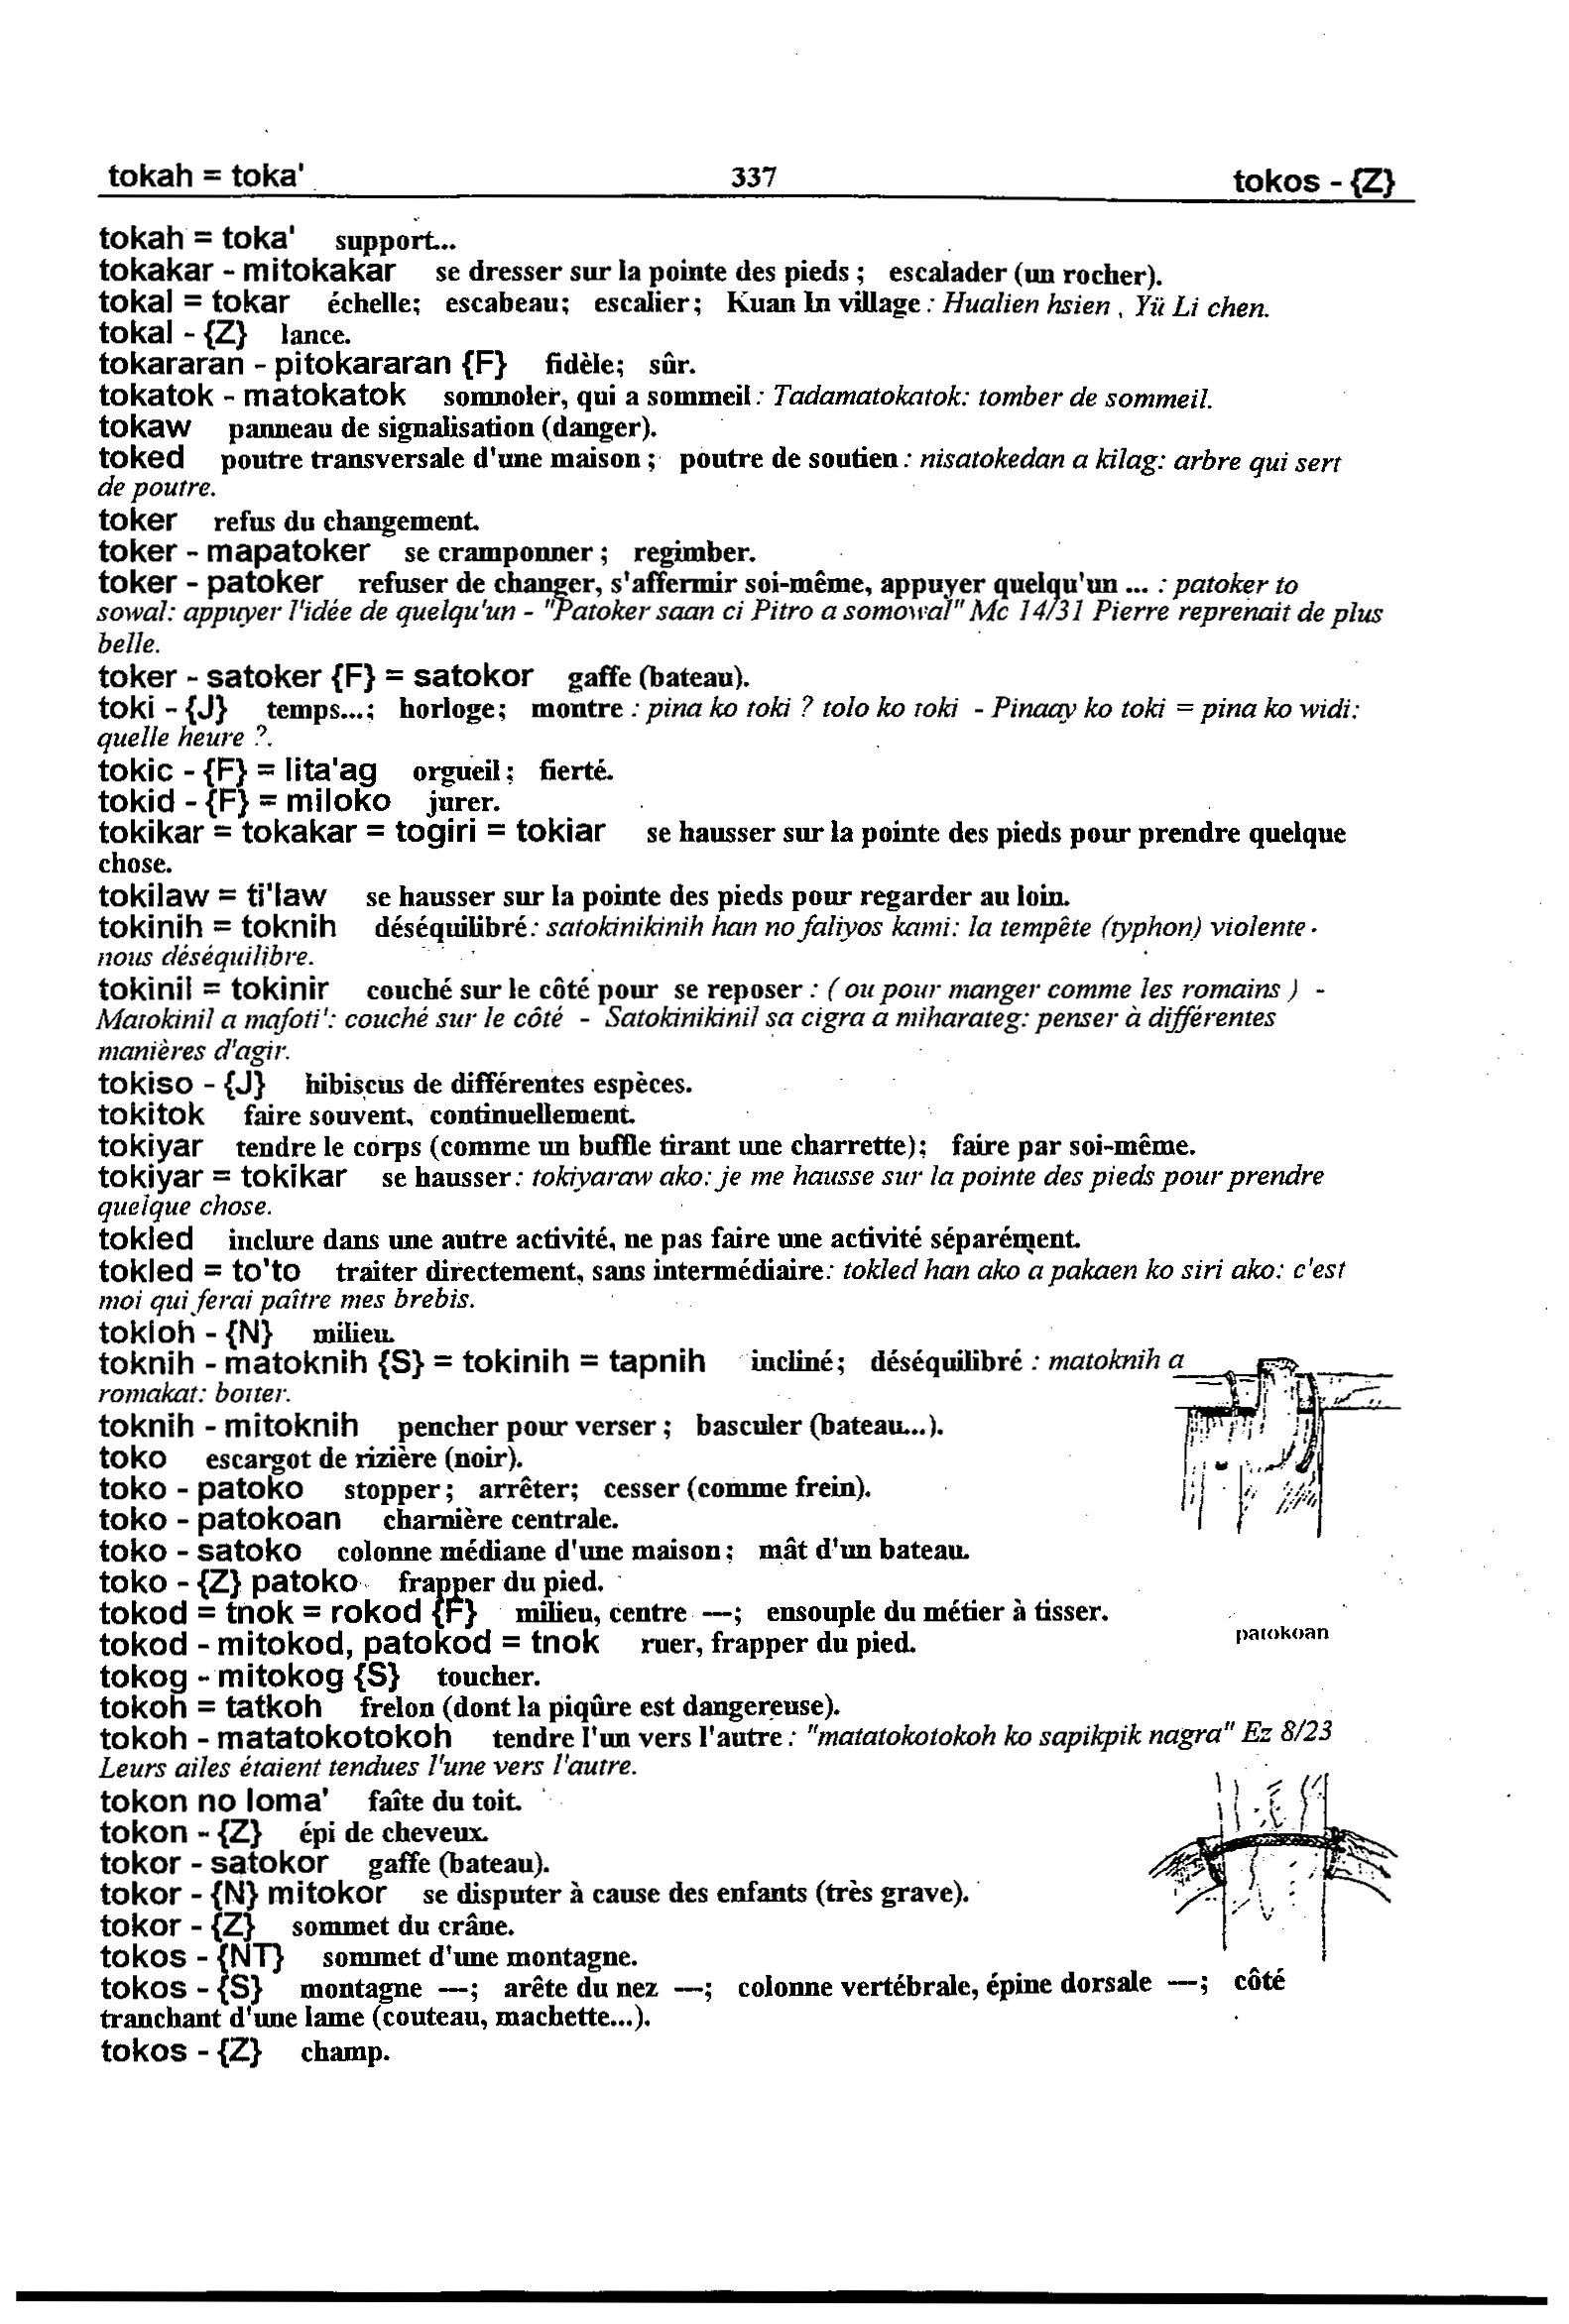 tokah = toka' 337 tokos - {Z}
tokah = toka' support...
tokakar - mitokakar se dresser sur la pointe des pieds ; escalader (un rocher).
tokal = tokar échelle; escabeau; escalier; Kuan In village : Hualien hsien , Yü Li chen.
tokal - {Z} lance.
tokararan - pitokararan {F} fidèle; sûr.
tokatok - matokatok somnoler, qui a sommeil : Tadamatokatok: tomber de sommeil.
tokaw panneau de signalisation (danger).
toked poutre transversale d'une maison ; poutre de soutien : nisatokedan a kilag: arbre qui sert
de poutre.
toker refus du changement.
toker - mapatoker se cramponner ; regimber.
toker - patoker refuser de changer, s'affermir soi-même, appuyer quelqu'un ... : patoker to
sowal: appuyer l'idée de quelqu'un - "Patoker saan ci Pitro a somowal" Mc 14/31 Pierre reprenait de plus
belle.
toker - satoker {F} = satokor gaffe (bateau).
toki - {J} temps...; horloge; montre : pina ko toki ? tolo ko toki - Pinaay ko toki = pina ko widi:
quelle heure ?.
tokic - {F} = lita'ag orgueil ; fierté.
tokid - {F} = miloko jurer.
tokikar = tokakar = togiri = tokiar se hausser sur la pointe des pieds pour prendre quelque
chose.
tokilaw = ti'law se hausser sur la pointe des pieds pour regarder au loin.
tokinih = toknih déséquilibré : satokinikinih han no faliyos kami: la tempête (typhon) violente
nous déséquilibre.
tokinil = tokinir couché sur le côté pour se reposer : ( ou pour manger comme les romains ) -
Matokinil a mafoti': couché sur le côté - Satokinikinil sa cigra a miharateg: penser à différentes
manières d'agir.
tokiso - {J} hibiscus de différentes espèces.
tokitok faire souvent, continuellement.
tokiyar tendre le corps (comme un buffle tirant une charrette); faire par soi-même.
tokiyar = tokikar se hausser : tokiyaraw ako: je me hausse sur la pointe des pieds pour prendre
quelque chose.
tokled inclure dans une autre activité, ne pas faire une activité séparément.
tokled = to'to traiter directement, sans intermédiaire: tokled han ako a pakaen ko siri ako: c'est
moi qui ferai paître mes brebis.
tokloh - {N} milieu.
toknih - matoknih {S} = tokinih = tapnih incliné; déséquilibré : matoknih a
romakat: boiter.
toknih - mitoknih pencher pour verser ; basculer (bateau...).
toko escargot de rizière (noir).
toko - patoko stopper ; arrêter; cesser (comme frein).
toko - patokoan charnière centrale.
toko - satoko colonne médiane d'une maison ; mât d'un bateau.
toko - {Z} patoko frapper du pied.
tokod = tnok = rokod {F} milieu, centre —; ensouple du métier à tisser.
tokod - mitokod, patokod = tnok ruer, frapper du pied.
patokoan
tokog - mitokog {S} toucher.
tokoh = tatkoh frelon (dont la piqûre est dangereuse).
tokoh - matatokotokoh tendre l'un vers l'autre : "matatokotokoh ko sapikpik nagra" Ez 8/23
Leurs ailes étaient tendues l'une vers l'autre.
tokon no loma' faîte du toit.
tokon - {Z} épi de cheveux.
tokor - satokor gaffe (bateau).
tokor - {N} mitokor se disputer à cause des enfants (très grave).
tokor - {Z} sommet du crâne.
tokos - {NT} sommet d'une montagne.
tokos - {S} montagne —; arête du nez —; colonne vertébrale, épine dorsale —; côté
tranchant d'une lame (couteau, machette...).
tokos - {Z} champ.